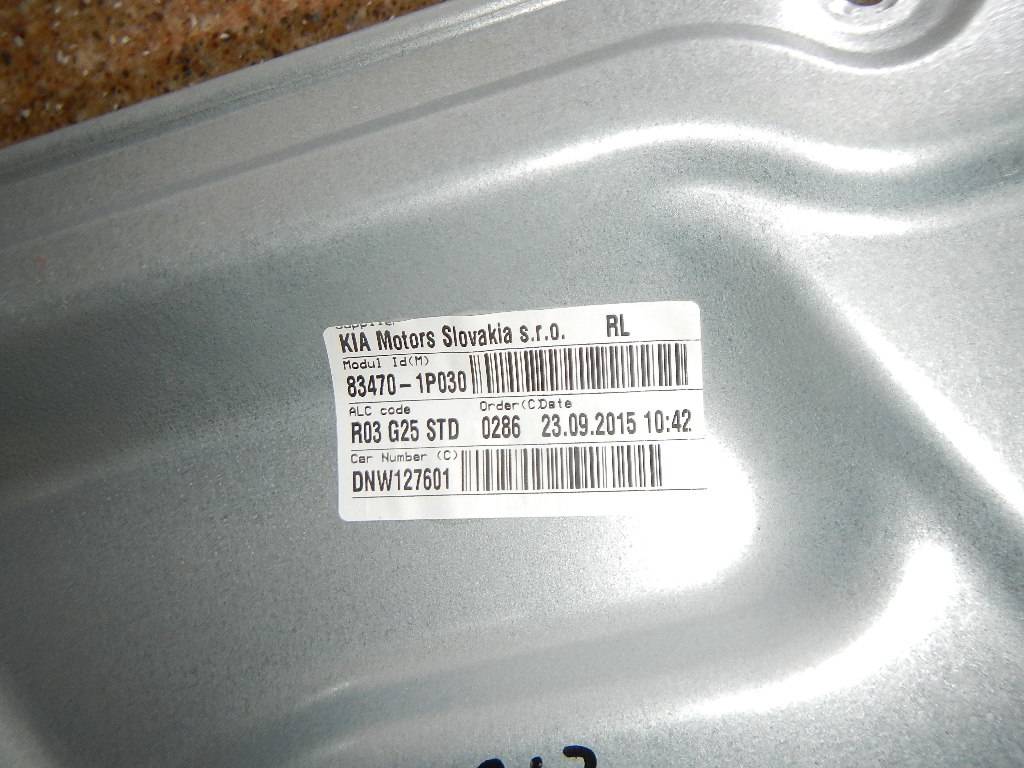 Supplier
KIA Motors Slovakia s.r.o. RL
Modul Id(M)
83470-1P030
ALC code Order(C)Date
R03 G25 STD 0286 23.09.2015 10:42
Car Number (C)
DNW127601